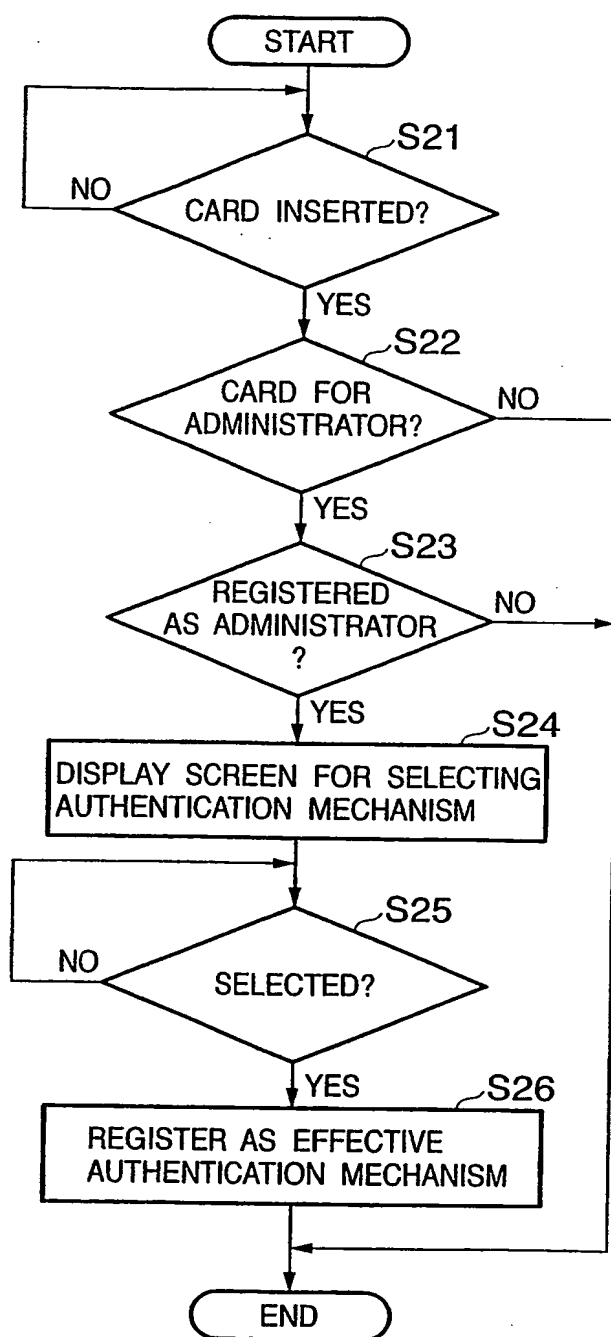 START
S21
NO
CARD INSERTED?
YES
S22
CARD FOR
ADMINISTRATOR?
NO
YES
S23
REGISTERED
AS ADMINISTRATOR
?
NO
YES
S24
DISPLAY SCREEN FOR SELECTING
AUTHENTICATION MECHANISM
S25
NO
SELECTED?
YES
S26
REGISTER AS EFFECTIVE
AUTHENTICATION MECHANISM
END